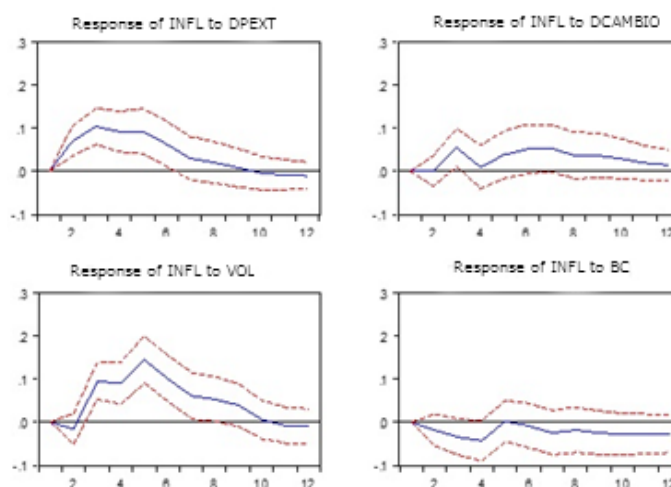 Response of INFL to DPEXT
.3
.2
.1
.0
-.1
2 4 6 8 10 12
Response of INFL to DCAMBIO
.3
.2
.1
.0
-.1
2 4 6 8 10 12
Response of INFL to VOL
.3
.2
.1
.0
-.1
2 4 6 8 10 12
Response of INFL to BC
.3
.2
.1
.0
-.1
2 4 6 8 10 12